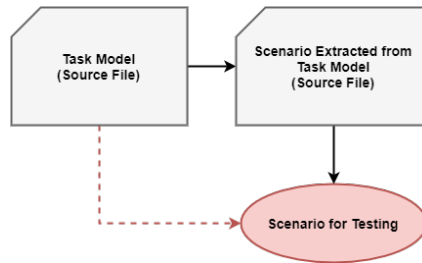 Task Model
(Source File)
Scenario Extracted from
Task Model
(Source File)
Scenario for Testing